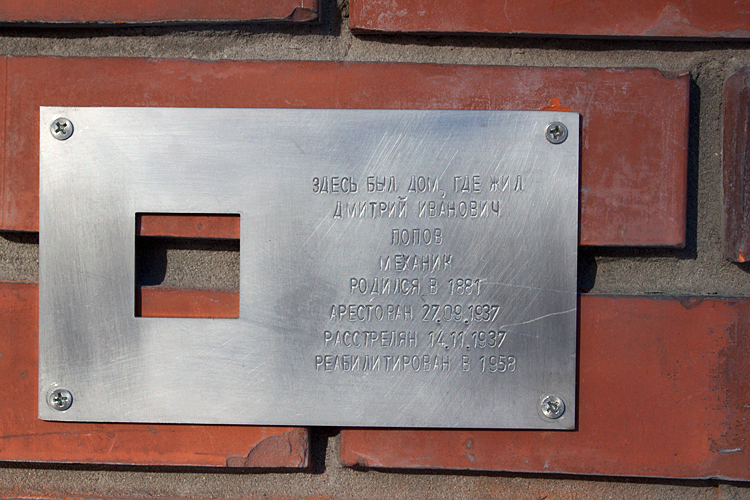 ЗДЕСЬ БЫЛ ДОМ, ГДЕ ЖИЛ
ДМИТРИЙ ИВАНОВИЧ
ПОПОВ
МЕХАНИК
РОДИЛСЯ В 1881
АРЕСТОВАН 27.09.1937
РАССТРЕЛЯН 14.11.1937
РЕАБИЛИТИРОВАН В 1958